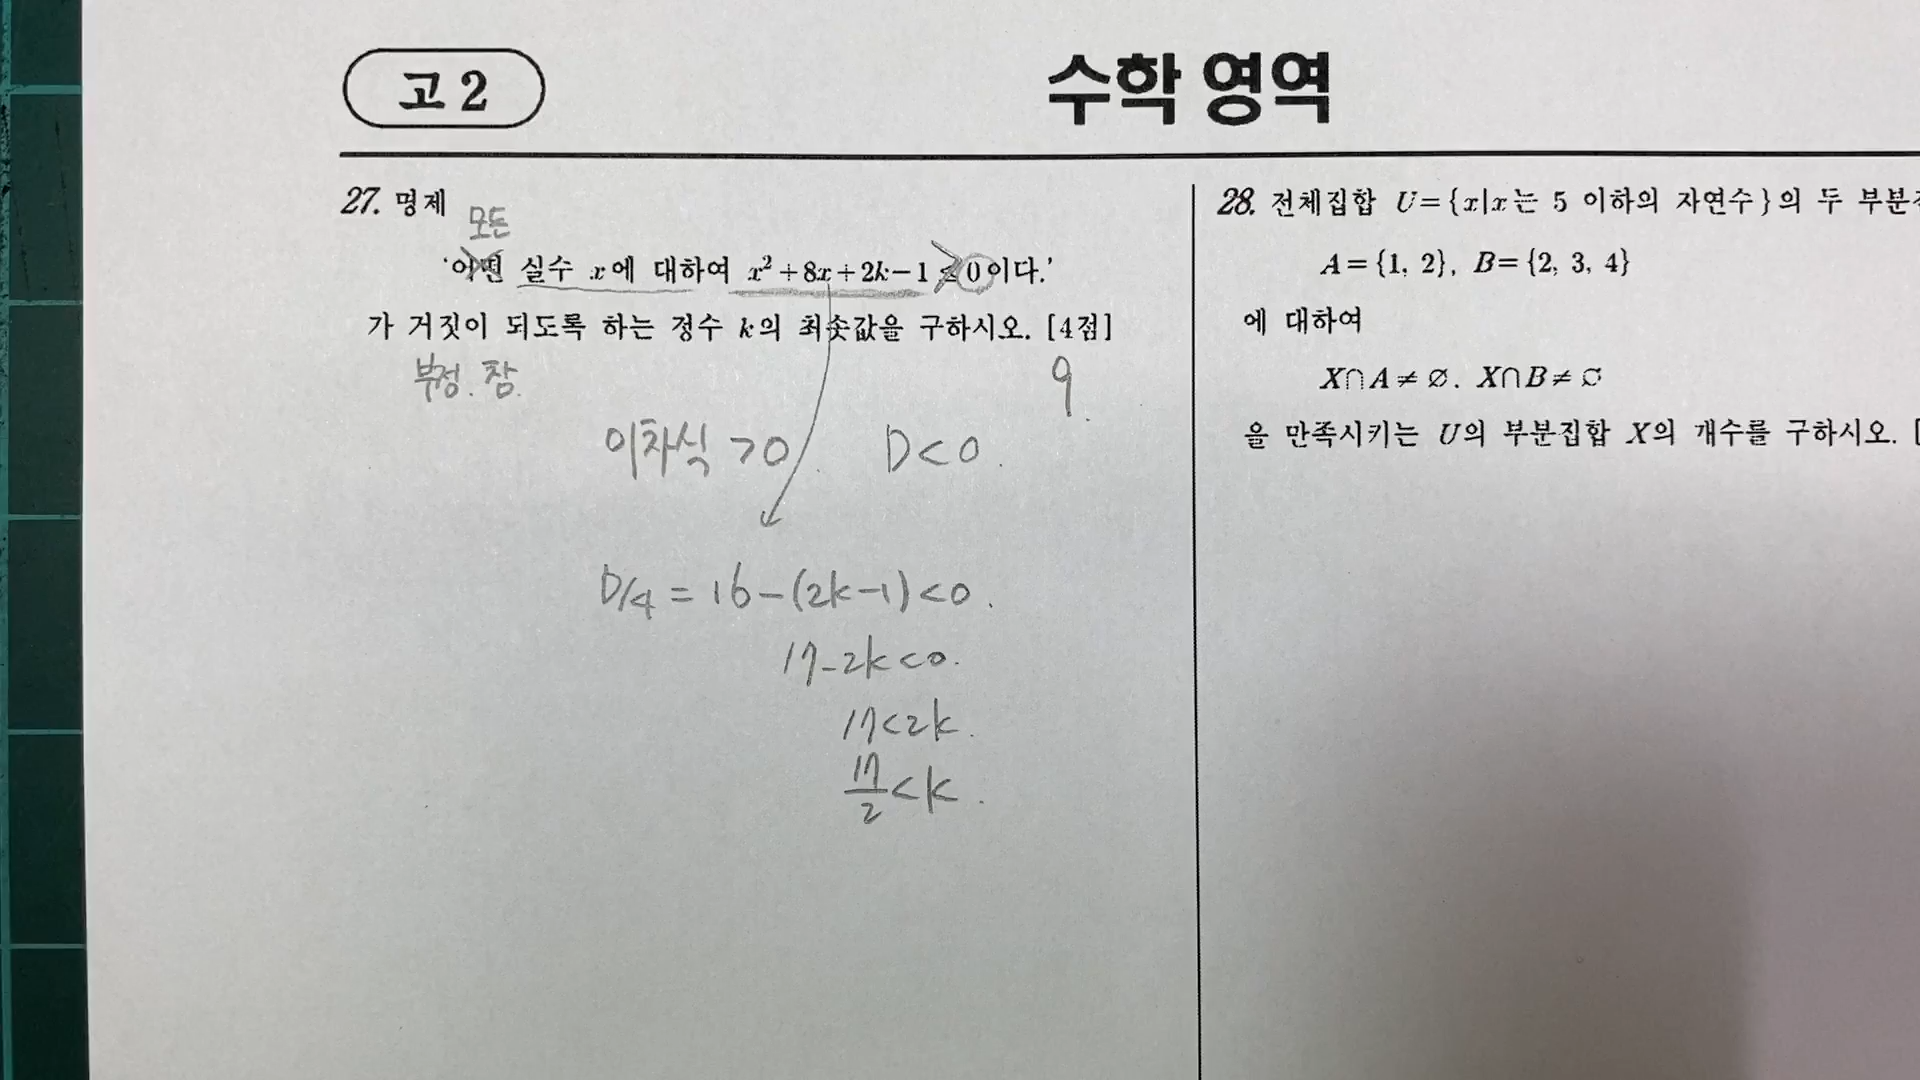 고 2
수학 영역
27. 명제
모든
‘어떤 실수 x에 대하여 x²+8x+2k−1 ≤ 0이다.’
가 거짓이 되도록 하는 정수 k의 최솟값을 구하시오. [4점]
부정. 참.
9.
이차식 >0. D<0.
D/4 = 16-(2k-1)<0.
17-2k<0.
17<2k.
17/2<k.
28. 전체집합 U={x|x는 5 이하의 자연수}의 두 부분
A={1, 2}, B={2, 3, 4}
에 대하여
X∩A≠∅, X∩B≠∅
을 만족시키는 U의 부분집합 X의 개수를 구하시오. [